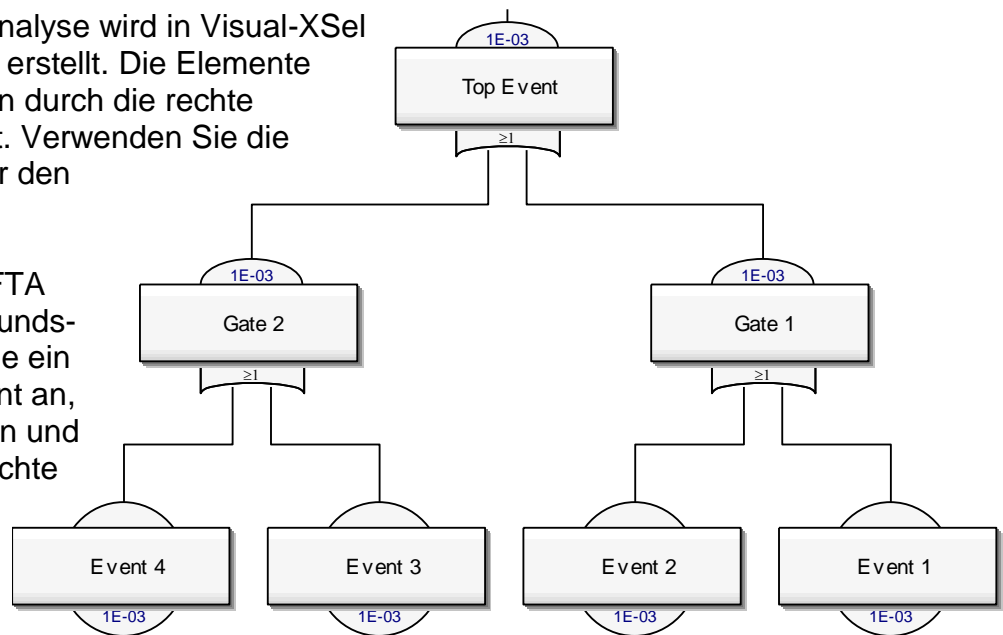 nalyse wird in Visual-XSel
erstellt. Die Elemente
n durch die rechte
t. Verwenden Sie die
r den
FTA
unds-
e ein
nt an,
n und
chte
1E-03
Top Event
≥1
1E-03
Gate 2
≥1
1E-03
Gate 1
≥1
Event 4
1E-03
Event 3
1E-03
Event 2
1E-03
Event 1
1E-03